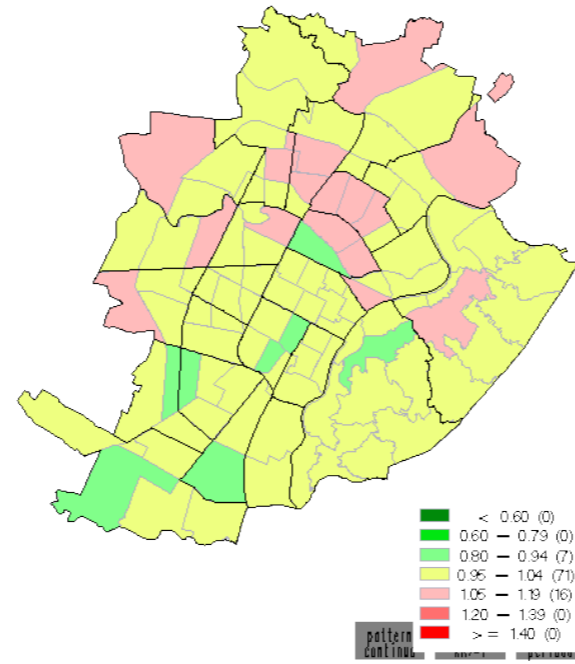 < 0.60 (0)
0.60 – 0.79 (0)
0.80 – 0.94 (7)
0.95 – 1.04 (71)
1.05 – 1.19 (16)
1.20 – 1.39 (0)
>= 1.40 (0)
pattern